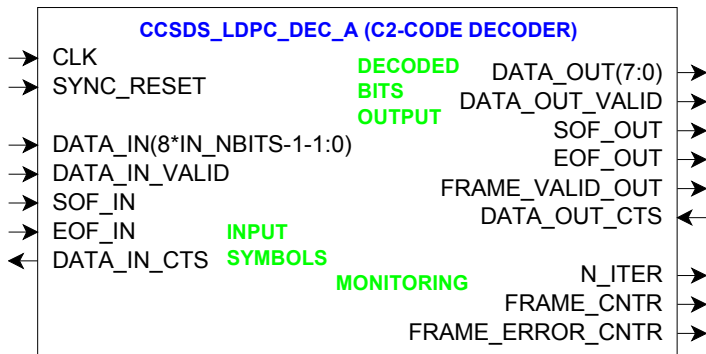 CCSDS_LDPC_DEC_A (C2-CODE DECODER)
CLK
SYNC_RESET
DATA_IN(8*IN_NBITS-1-1:0)
DATA_IN_VALID
SOF_IN
EOF_IN
DATA_IN_CTS
INPUT
SYMBOLS
DECODED
BITS
OUTPUT
DATA_OUT(7:0)
DATA_OUT_VALID
SOF_OUT
EOF_OUT
FRAME_VALID_OUT
DATA_OUT_CTS
MONITORING
N_ITER
FRAME_CNTR
FRAME_ERROR_CNTR